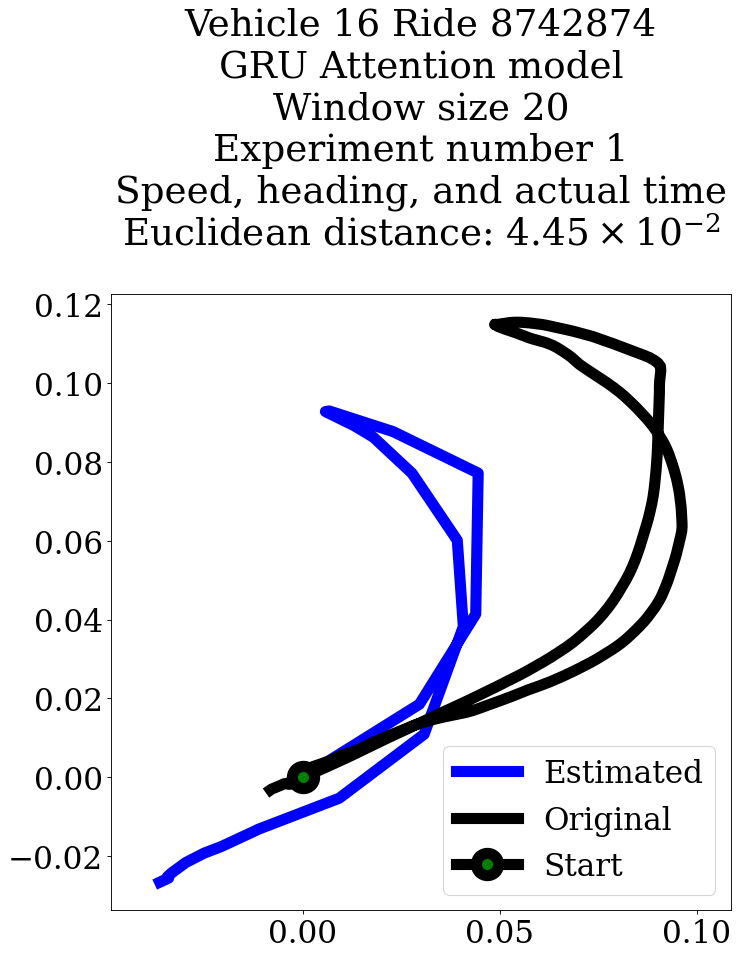 Vehicle 16 Ride 8742874
GRU Attention model
Window size 20
Experiment number 1
Speed, heading, and actual time
Euclidean distance: 4.45 × 10⁻²
0.12
0.10
0.08
0.06
0.04
0.02
0.00
−0.02
Estimated
Original
Start
0.00 0.05 0.10